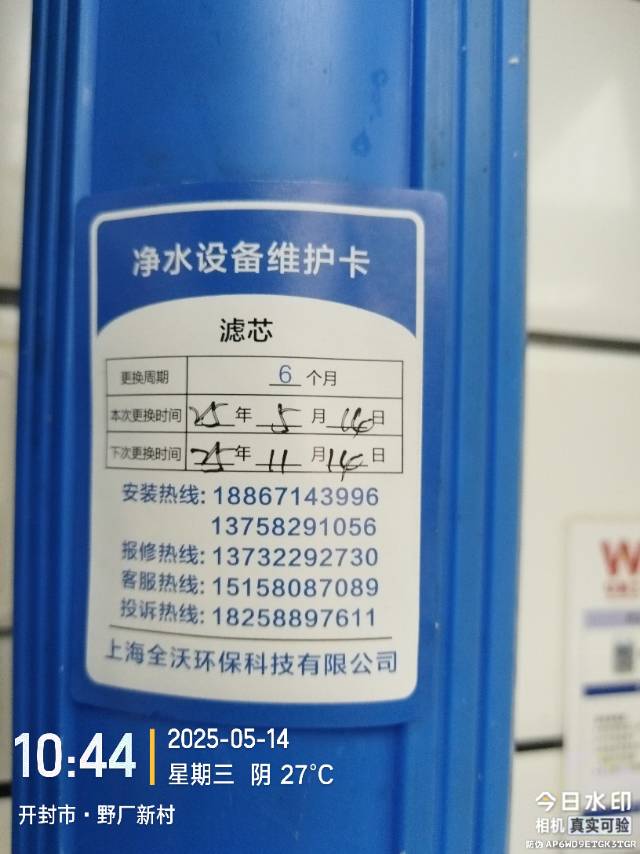 净水设备维护卡
滤芯
更换周期 6 个月
本次更换时间 25 年 5 月 14 日
下次更换时间 25 年 11 月 14 日
安装热线: 18867143996
13758291056
报修热线: 13732292730
客服热线: 15158087089
投诉热线: 18258897611
上海全沃环保科技有限公司
W
10:44
2025-05-14
星期三 阴 27℃
开封市·野厂新村
今日水印
相机 真实可验
防伪 AP6WD9ETGK3TGR